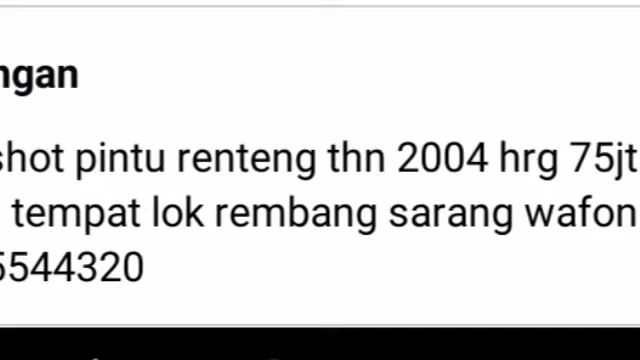 ngan
shot pintu renteng thn 2004 hrg 75jt
tempat lok rembang sarang wafon
5544320